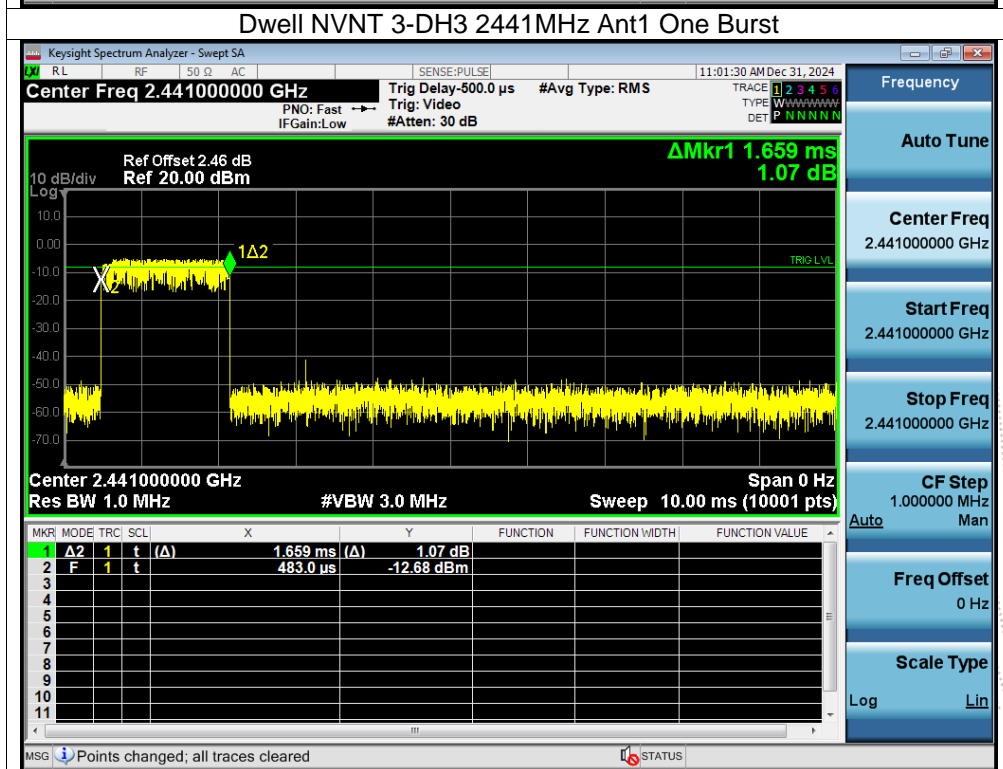 Dwell NVNT 3-DH3 2441MHz Ant1 One Burst
Keysight Spectrum Analyzer - Swept SA
LXI RL RF 50 Ω AC SENSE:PULSE 11:01:30 AM Dec 31, 2024
Center Freq 2.441000000 GHz
PNO: Fast
IFGain:Low
Trig Delay-500.0 µs
Trig: Video
#Atten: 30 dB
#Avg Type: RMS
TRACE 1 2 3 4 5 6
TYPE WWWWWWW
DET P N N N N N
Frequency
Auto Tune
Center Freq
2.441000000 GHz
Start Freq
2.441000000 GHz
Stop Freq
2.441000000 GHz
CF Step
1.000000 MHz
Auto Man
Freq Offset
0 Hz
Scale Type
Log Lin
Ref Offset 2.46 dB
10 dB/div Ref 20.00 dBm
Log
ΔMkr1 1.659 ms
1.07 dB
10.0
0.00
-10.0
-20.0
-30.0
-40.0
-50.0
-60.0
-70.0
1Δ2
2
TRIG LVL
Center 2.441000000 GHz Span 0 Hz
Res BW 1.0 MHz #VBW 3.0 MHz Sweep 10.00 ms (10001 pts)
MKR MODE TRC SCL X Y FUNCTION FUNCTION WIDTH FUNCTION VALUE
1 Δ2 1 t (Δ) 1.659 ms (Δ) 1.07 dB
2 F 1 t 483.0 µs -12.68 dBm
3
4
5
6
7
8
9
10
11
MSG Points changed; all traces cleared STATUS